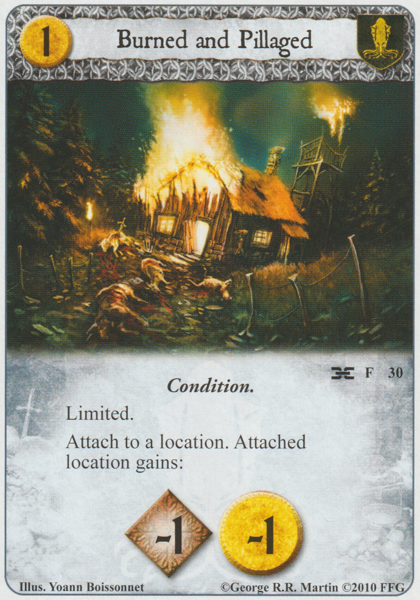 1
Burned and Pillaged
F 30
Condition.
Limited.
Attach to a location. Attached
location gains:
-1 -1
Illus. Yoann Boissonnet ©George R.R. Martin ©2010 FFG